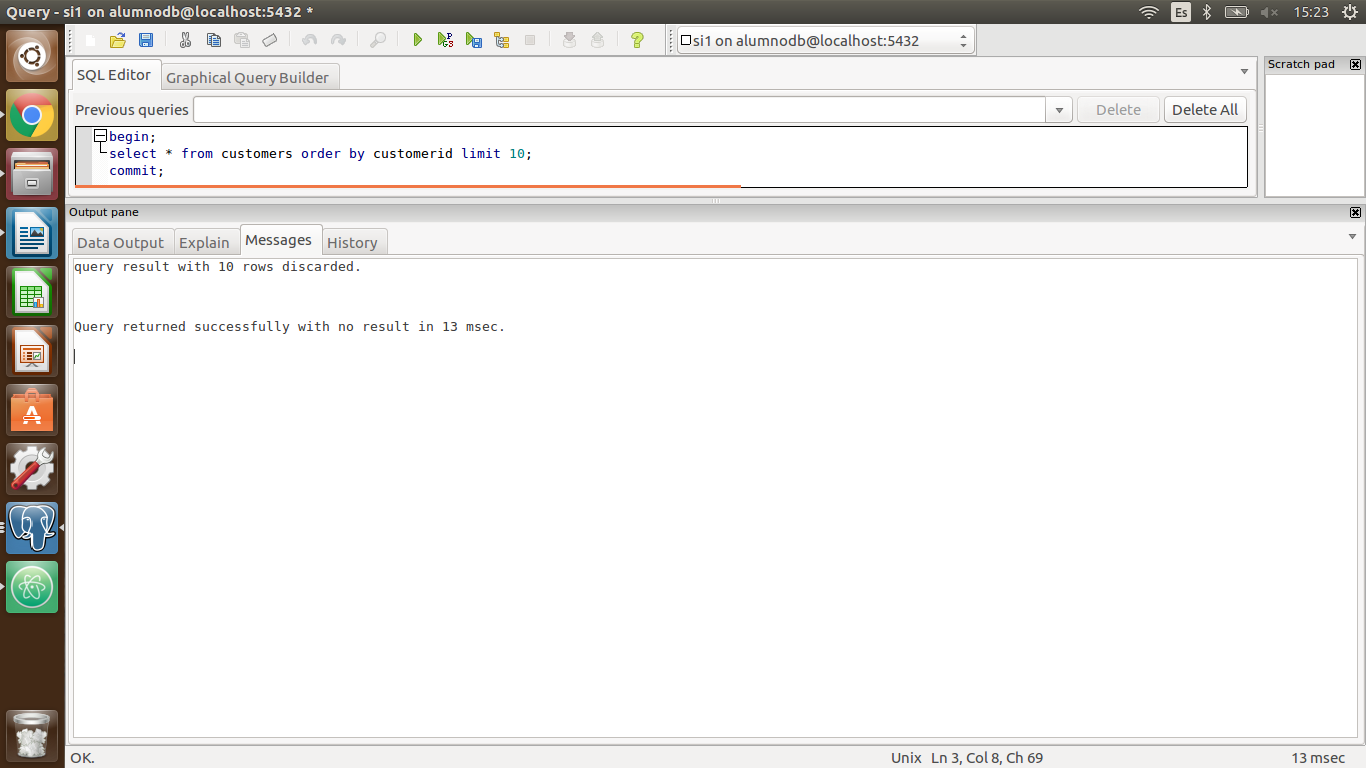 Query - si1 on alumnodb@localhost:5432 *
Es
15:23
si1 on alumnodb@localhost:5432
SQL Editor
Graphical Query Builder
Scratch pad
Previous queries
Delete
Delete All
begin;
select * from customers order by customerid limit 10;
commit;
Output pane
Data Output
Explain
Messages
History
query result with 10 rows discarded.
Query returned successfully with no result in 13 msec.
OK.
Unix
Ln 3, Col 8, Ch 69
13 msec